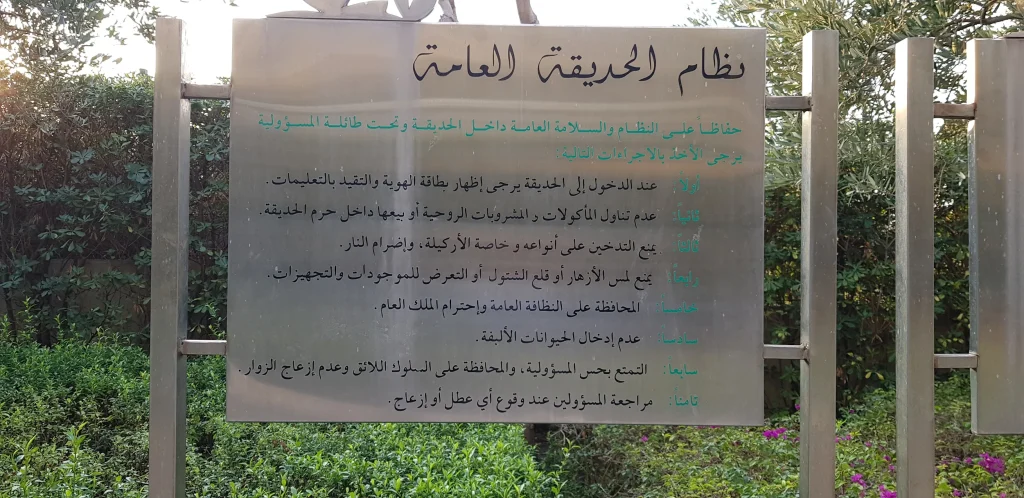 نظام الحديقة العامة
حفاظاً على النظام والسلامة العامة داخل الحديقة وتحت طائلة المسؤولية
يرجى الأخذ بالاجراءات التالية:
أولاً: عند الدخول إلى الحديقة يرجى إظهار بطاقة الهوية والتقيد بالتعليمات.
ثانياً: عدم تناول المأكولات و المشروبات الروحية أو بيعها داخل حرم الحديقة.
ثالثاً: يمنع التدخين على أنواعه و خاصة الأركيلة، وإضرام النار.
رابعاً: يمنع لمس الأزهار أو قلع الشتول أو التعرض للموجودات والتجهيزات.
خامساً: المحافظة على النظافة العامة وإحترام الملك العام.
سادساً: عدم إدخال الحيوانات الأليفة.
سابعاً: التمتع بحس المسؤولية، والمحافظة على السلوك اللائق وعدم إزعاج الزوار.
ثامناً: مراجعة المسؤولين عند وقوع أي عطل أو إزعاج.